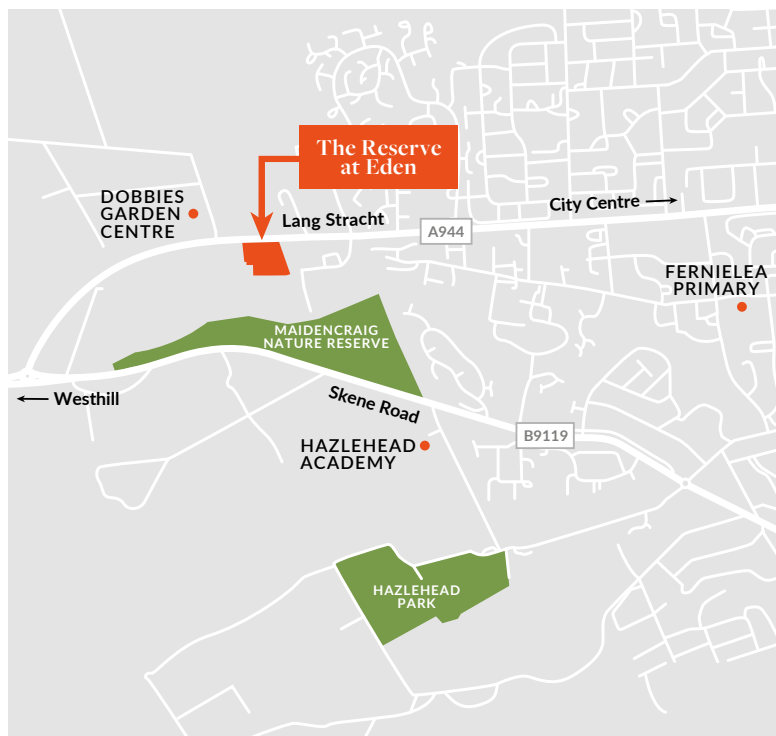 The Reserve
at Eden
DOBBIES
GARDEN
CENTRE
Lang Stracht
City Centre
A944
FERNIELEA
PRIMARY
MAIDENCRAIG
NATURE RESERVE
Westhill
Skene Road
B9119
HAZLEHEAD
ACADEMY
HAZLEHEAD
PARK